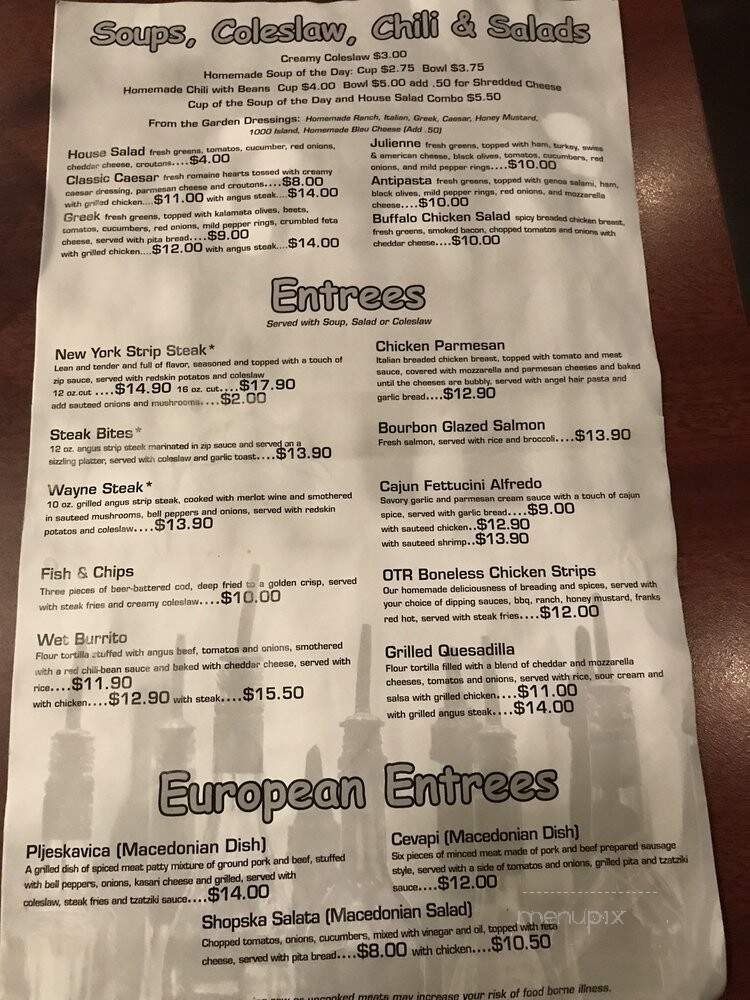 Soups, Coleslaw, Chili & Salads
Creamy Coleslaw $3.00
Homemade Soup of the Day: Cup $2.75 Bowl $3.75
Homemade Chili with Beans Cup $4.00 Bowl $5.00 add .50 for Shredded Cheese
Cup of the Soup of the Day and House Salad Combo $5.50
From the Garden Dressings: Homemade Ranch, Italian, Greek, Caesar, Honey Mustard,
1000 Island, Homemade Bleu Cheese (Add .50)
House Salad fresh greens, tomatoes, cucumber, red onions,
cheddar cheese, croutons....$4.00
Classic Caesar fresh romaine hearts tossed with creamy
caesar dressing, parmesan cheese and croutons....$8.00
with grilled chicken....$11.00 with angus steak....$14.00
Greek fresh greens, topped with kalamata olives, beets,
tomatoes, cucumbers, red onions, mild pepper rings, crumbled feta
cheese, served with pita bread....$9.00
with grilled chicken....$12.00 with angus steak....$14.00
Julienne fresh greens, topped with ham, turkey, swiss
& american cheese, black olives, tomatoes, cucumbers, red
onions, and mild pepper rings....$10.00
Antipasta fresh greens, topped with genoa salami, ham,
black olives, mild pepper rings, red onions, and mozzarella
cheese....$10.00
Buffalo Chicken Salad spicy breaded chicken breast,
fresh greens, smoked bacon, chopped tomatoes and onions with
cheddar cheese....$10.00
Entrees
Served with Soup, Salad or Coleslaw
New York Strip Steak*
Lean and tender and full of flavor, seasoned and topped with a touch of
zip sauce, served with redskin potatos and coleslaw
12 oz.cut ....$14.90 16 oz. cut....$17.90
add sauteed onions and mushrooms....$2.00
Steak Bites*
12 oz. angus strip steek marinated in zip sauce and served on a
sizzling platter, served with coleslaw and garlic toast....$13.90
Wayne Steak*
10 oz. grilled angus strip steak, cooked with merlot wine and smothered
in sauteed mushrooms, bell peppers and onions, served with redskin
potatos and coleslaw....$13.90
Fish & Chips
Three pieces of beer-battered cod, deep fried to a golden crisp, served
with steak fries and creamy coleslaw....$10.00
Wet Burrito
Flour tortilla stuffed with angus beef, tomatos and onions, smothered
with a red chili-bean sauce and baked with cheddar cheese, served with
rice....$11.90
with chicken....$12.90 with steak....$15.50
Chicken Parmesan
Italian breaded chicken breast, topped with tomato and meat
sauce, covered with mozzarella and parmesan cheeses and baked
until the cheeses are bubbly, served with angel hair pasta and
garlic bread....$12.90
Bourbon Glazed Salmon
Fresh salmon, served with rice and broccoli....$13.90
Cajun Fettucini Alfredo
Savory garlic and parmesan cream sauce with a touch of cajun
spice, served with garlic bread....$9.00
with sauteed chicken..$12.90
with sauteed shrimp..$13.90
OTR Boneless Chicken Strips
Our homemade deliciousness of breading and spices, served with
your choice of dipping sauces, bbq, ranch, honey mustard, franks
red hot, served with steak fries....$12.00
Grilled Quesadilla
Flour tortilla filled with a blend of cheddar and mozzarella
cheeses, tomatos and onions, served with rice, sour cream and
salsa with grilled chicken....$11.00
with grilled angus steak....$14.00
European Entrees
Pljeskavica (Macedonian Dish)
A grilled dish of spiced meat patty mixture of ground pork and beef, stuffed
with bell peppers, onions, kasari cheese and grilled, served with
coleslaw, steak fries and tzatziki sauce....$14.00
Cevapi (Macedonian Dish)
Six pieces of minced meat made of pork and beef prepared sausage
style, served with a side of tomatos and onions, grilled pita and tzatziki
sauce....$12.00
Shopska Salata (Macedonian Salad)
Chopped tomatos, onions, cucumbers, mixed with vinegar and oil, topped with feta
cheese, served with pita bread....$8.00 with chicken....$10.50
menupix
uncooked meats may increase your risk of food borne illness.